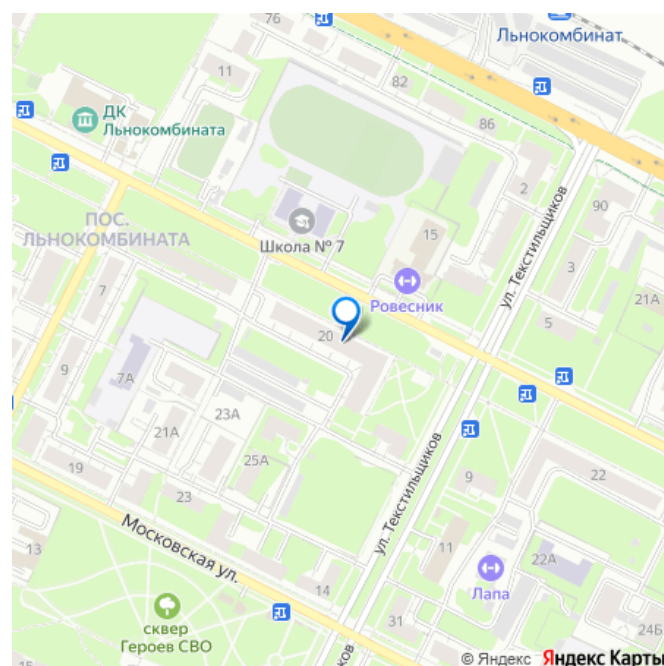 76
Льнокомбинат
11
82
ДК
Льнокомбината
86
2
ПОС.
ЛЬНОКОМБИНАТА
Школа № 7
15
90
ул. Текстильщиков
3
21А
7
Ровесник
5
20
9
7А
23А
21А
25А
ул. Текстильщиков
19
22
9
23
Московская ул.
13
11
22А
14
Лапа
сквер
Героев СВО
31
24Б
© Яндекс Яндекс Карты